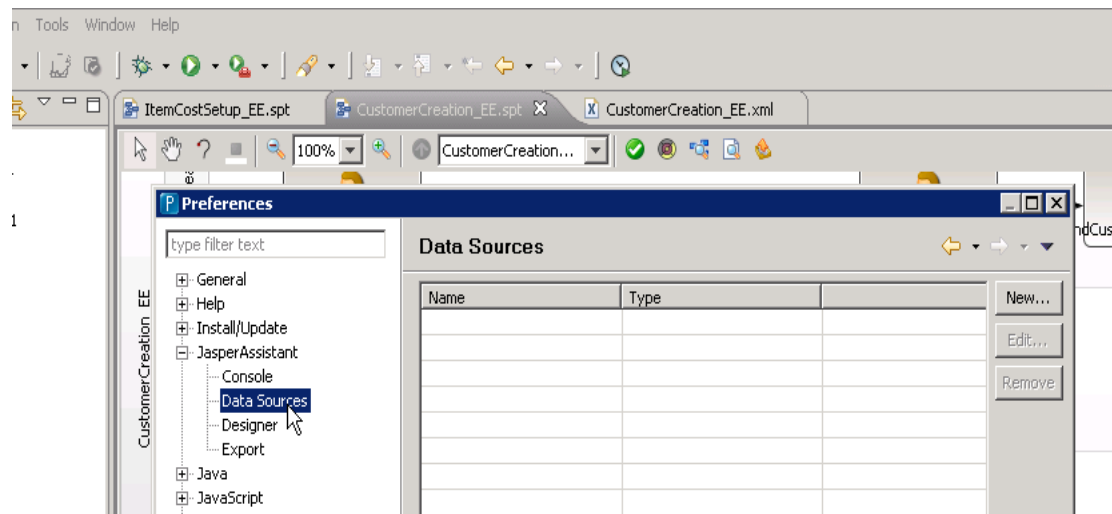 n Tools Window Help
ItemCostSetup_EE.spt CustomerCreation_EE.spt CustomerCreation_EE.xml
100% CustomerCreation...
Preferences
type filter text
Data Sources
General
Help
Install/Update
JasperAssistant
Console
Data Sources
Designer
Export
Java
JavaScript
Name Type
New...
Edit...
Remove
CustomerCreation_EE
1
ndCus